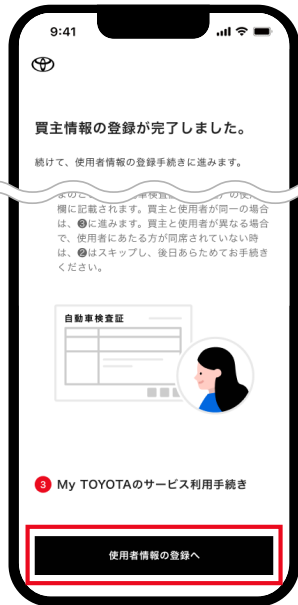 9:41
買主情報の登録が完了しました。
続けて、使用者情報の登録手続きに進みます。
欄に記載されます。買主と使用者が同一の場合
は、❸に進みます。買主と使用者が異なる場合
で、使用者にあたる方が同席されていない時
は、❷はスキップし、後日あらためてお手続き
ください。
自動車検査証
3 My TOYOTAのサービス利用手続き
使用者情報の登録へ